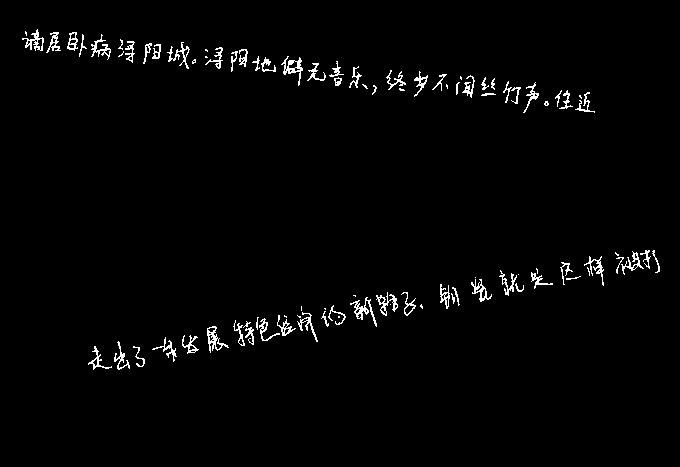 谪居卧病浔阳城。浔阳地僻无音乐,终岁不闻丝竹声。住近
走出了一条发展特色经济的新路子、朝发就是这样被打